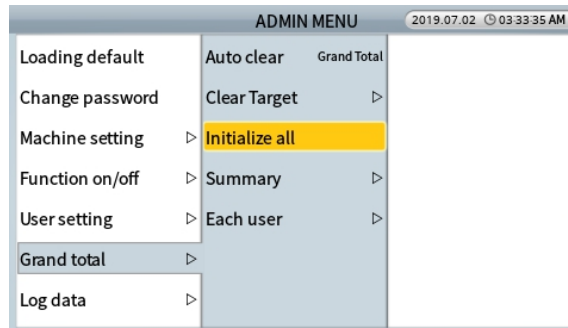 ADMIN MENU 2019.07.02 03:33:35 AM
Loading default
Change password
Machine setting
Function on/off
User setting
Grand total
Log data
Auto clear Grand Total
Clear Target
Initialize all
Summary
Each user